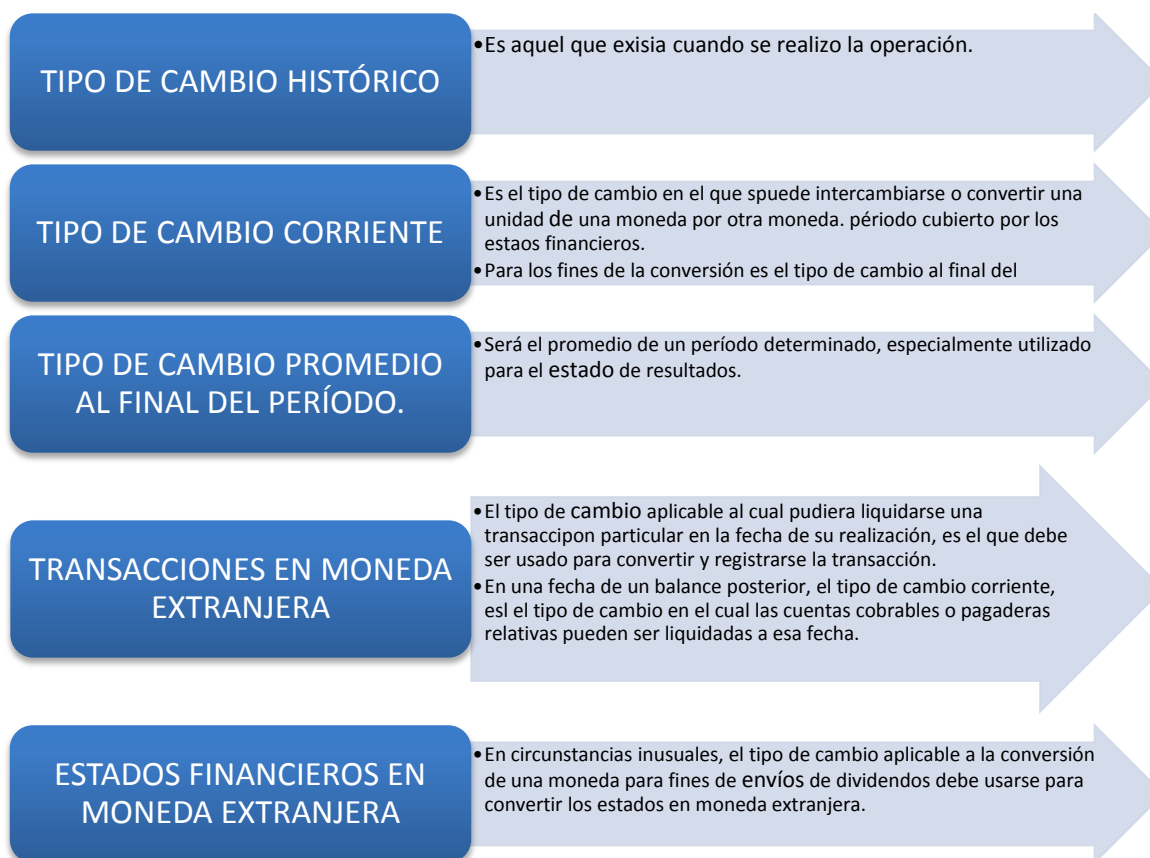 TIPO DE CAMBIO HISTÓRICO
•Es aquel que exisia cuando se realizo la operación.
TIPO DE CAMBIO CORRIENTE
•Es el tipo de cambio en el que spuede intercambiarse o convertir una
unidad de una moneda por otra moneda. périodo cubierto por los
estaos financieros.
•Para los fines de la conversión es el tipo de cambio al final del
TIPO DE CAMBIO PROMEDIO
AL FINAL DEL PERÍODO.
•Será el promedio de un período determinado, especialmente utilizado
para el estado de resultados.
TRANSACCIONES EN MONEDA
EXTRANJERA
•El tipo de cambio aplicable al cual pudiera liquidarse una
transaccipon particular en la fecha de su realización, es el que debe
ser usado para convertir y registrarse la transacción.
•En una fecha de un balance posterior, el tipo de cambio corriente,
esl el tipo de cambio en el cual las cuentas cobrables o pagaderas
relativas pueden ser liquidadas a esa fecha.
ESTADOS FINANCIEROS EN
MONEDA EXTRANJERA
•En circunstancias inusuales, el tipo de cambio aplicable a la conversión
de una moneda para fines de envíos de dividendos debe usarse para
convertir los estados en moneda extranjera.